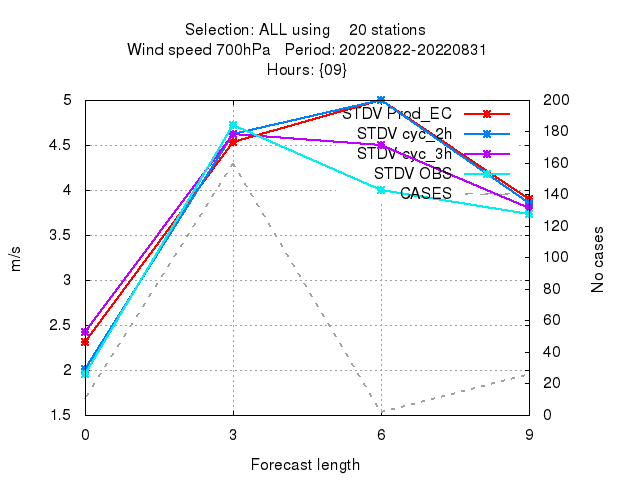 Selection: ALL using 20 stations
Wind speed 700hPa Period: 20220822-20220831
Hours: {09}
5 200
STDV Prod_EC
180
STDV cyc_2h
4.5
STDV cyc_3h
160
STDV OBS
4 140
CASES
120
3.5
100
m/s No cases
3
80
2.5 60
40
2
20
1.5 0
0 3 6 9
Forecast length